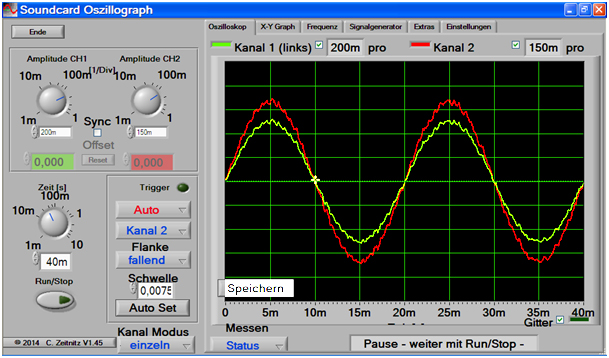 Soundcard Oszillograph
Ende
Oszilloskop X-Y Graph Frequenz Signalgenerator Extras Einstellungen
Kanal 1 (links) 200m pro Kanal 2 150m pro
Amplitude CH1 Amplitude CH2
10m 100m [1/Div] 10m 100m
1m 1 Sync 1m 1
200m 150m
Offset
0,000 Reset 0,000
Zeit [s]
100m
10m
1m 10
40m
Run/Stop
Trigger
Auto
Kanal 2
Flanke
fallend
Schwelle
0,0075
Auto Set
Kanal Modus
einzeln
© 2014 C. Zeitnitz V1.45
Speichern
0 5m 10m 15m 20m 25m 30m 35m 40m
Gitter
Messen
Status
Pause - weiter mit Run/Stop -